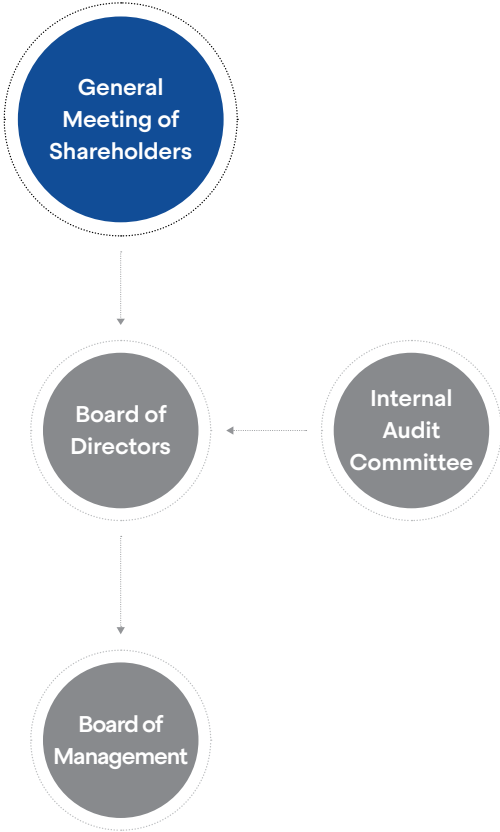 General
Meeting of
Shareholders
Board of
Directors
Internal
Audit
Committee
Board of
Management